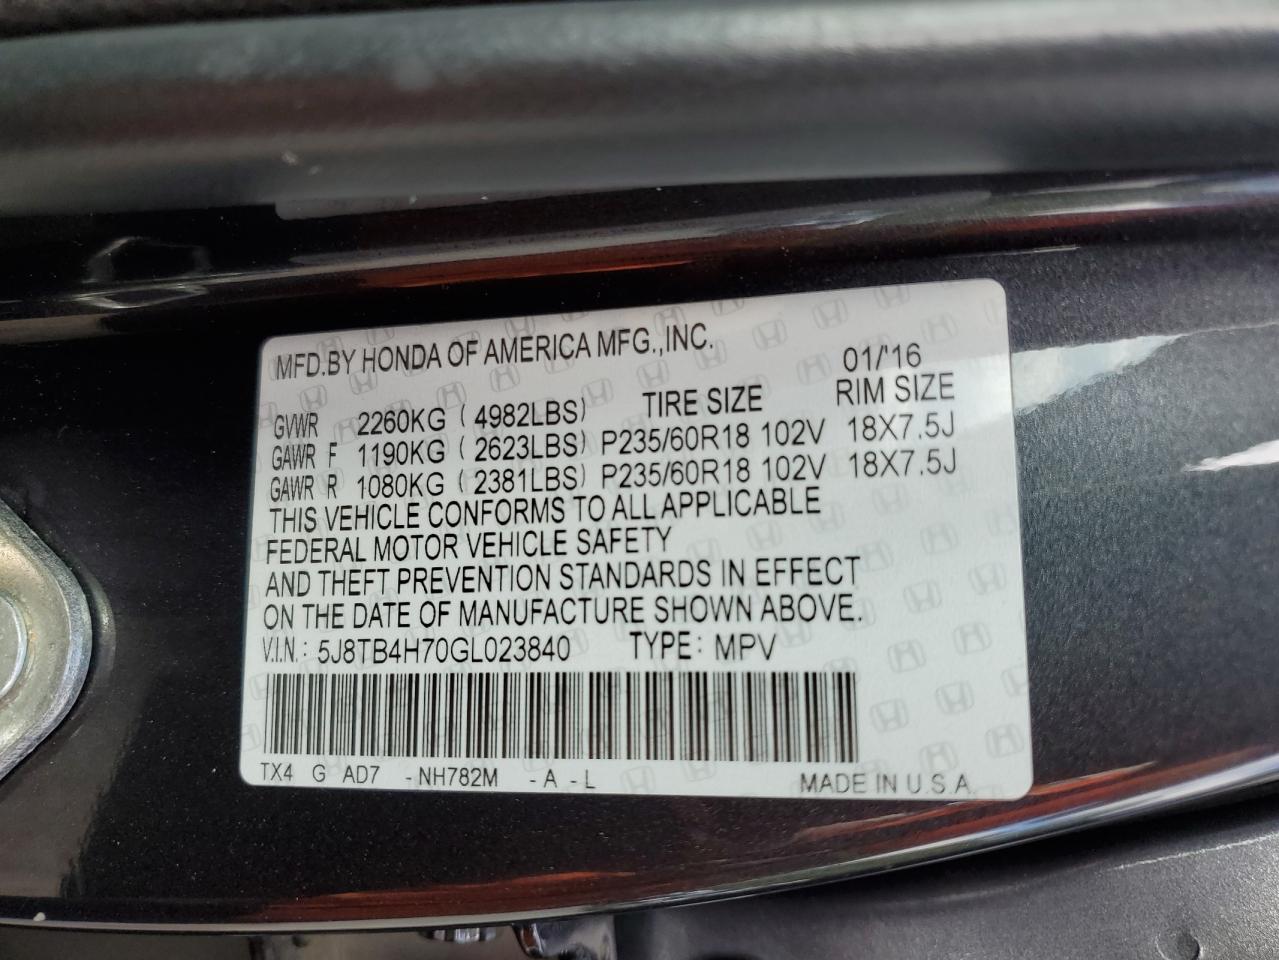 MFD.BY HONDA OF AMERICA MFG.,INC. 01/'16
GVWR 2260KG ( 4982LBS) TIRE SIZE RIM SIZE
GAWR F 1190KG ( 2623LBS) P235/60R18 102V 18X7.5J
GAWR R 1080KG ( 2381LBS) P235/60R18 102V 18X7.5J
THIS VEHICLE CONFORMS TO ALL APPLICABLE
FEDERAL MOTOR VEHICLE SAFETY
AND THEFT PREVENTION STANDARDS IN EFFECT
ON THE DATE OF MANUFACTURE SHOWN ABOVE.
V.I.N.: 5J8TB4H70GL023840 TYPE: MPV
TX4 G AD7 -NH782M -A -L MADE IN U.S.A.